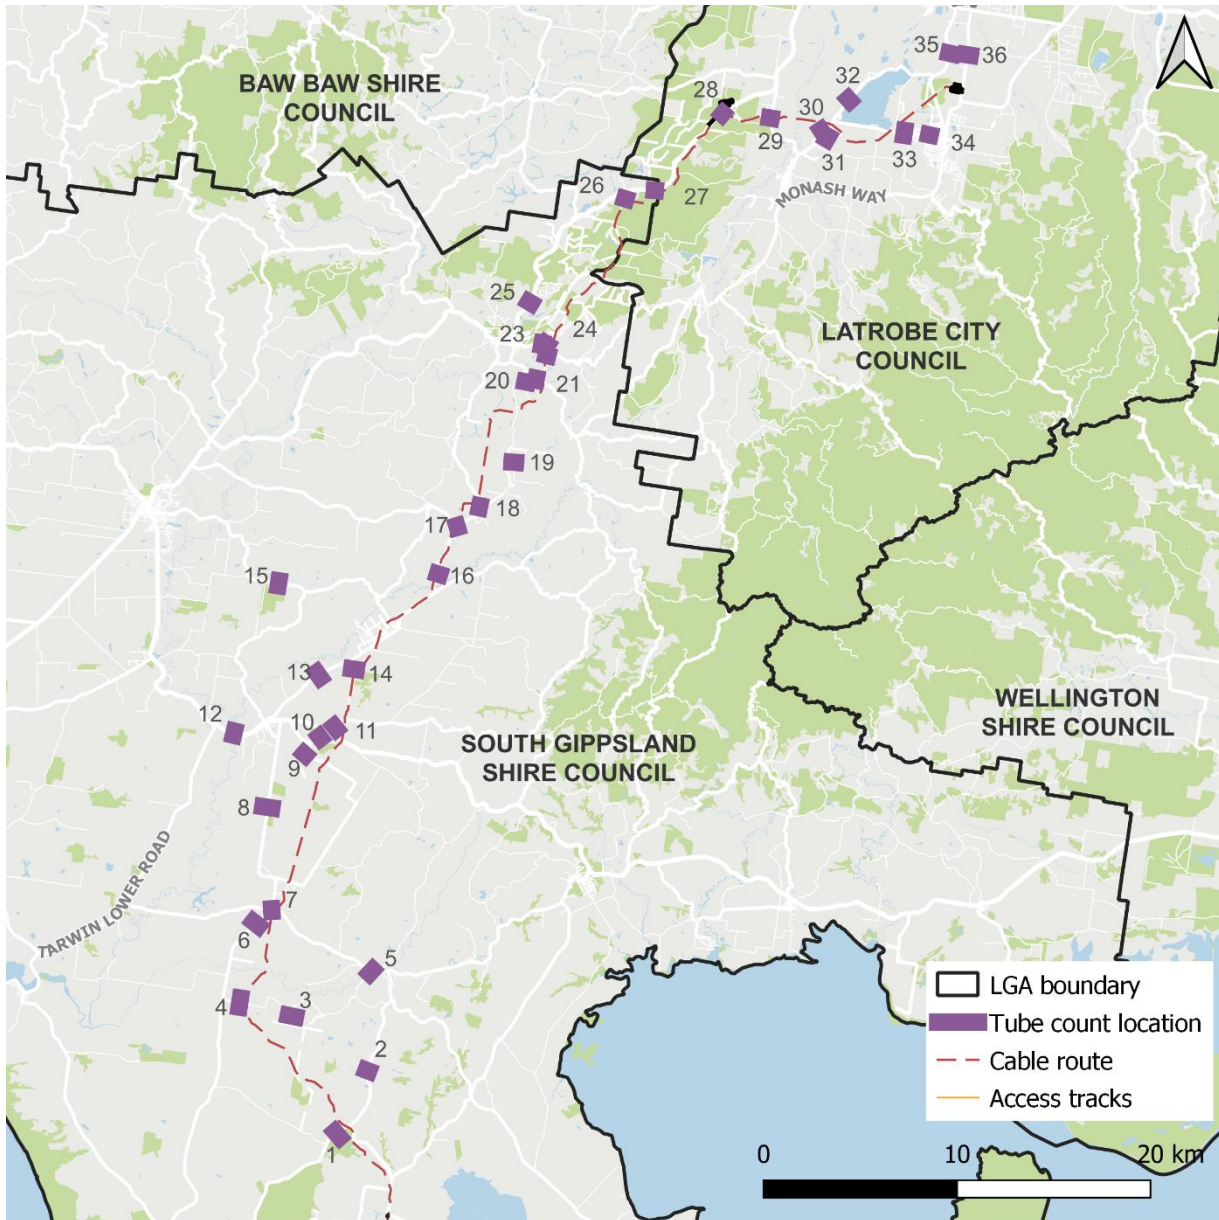 35
36
BAW BAW SHIRE
COUNCIL
32
28
30
29
31
33
34
MONASH WAY
26
27
25
23
24
LATROBE CITY
COUNCIL
20
21
19
18
17
16
15
13
14
12
10
11
9
WELLINGTON
SHIRE COUNCIL
SOUTH GIPPSLAND
SHIRE COUNCIL
8
TARWIN LOWER ROAD
7
6
5
4
3
2
1
LGA boundary
Tube count location
Cable route
Access tracks
0 10 20 km